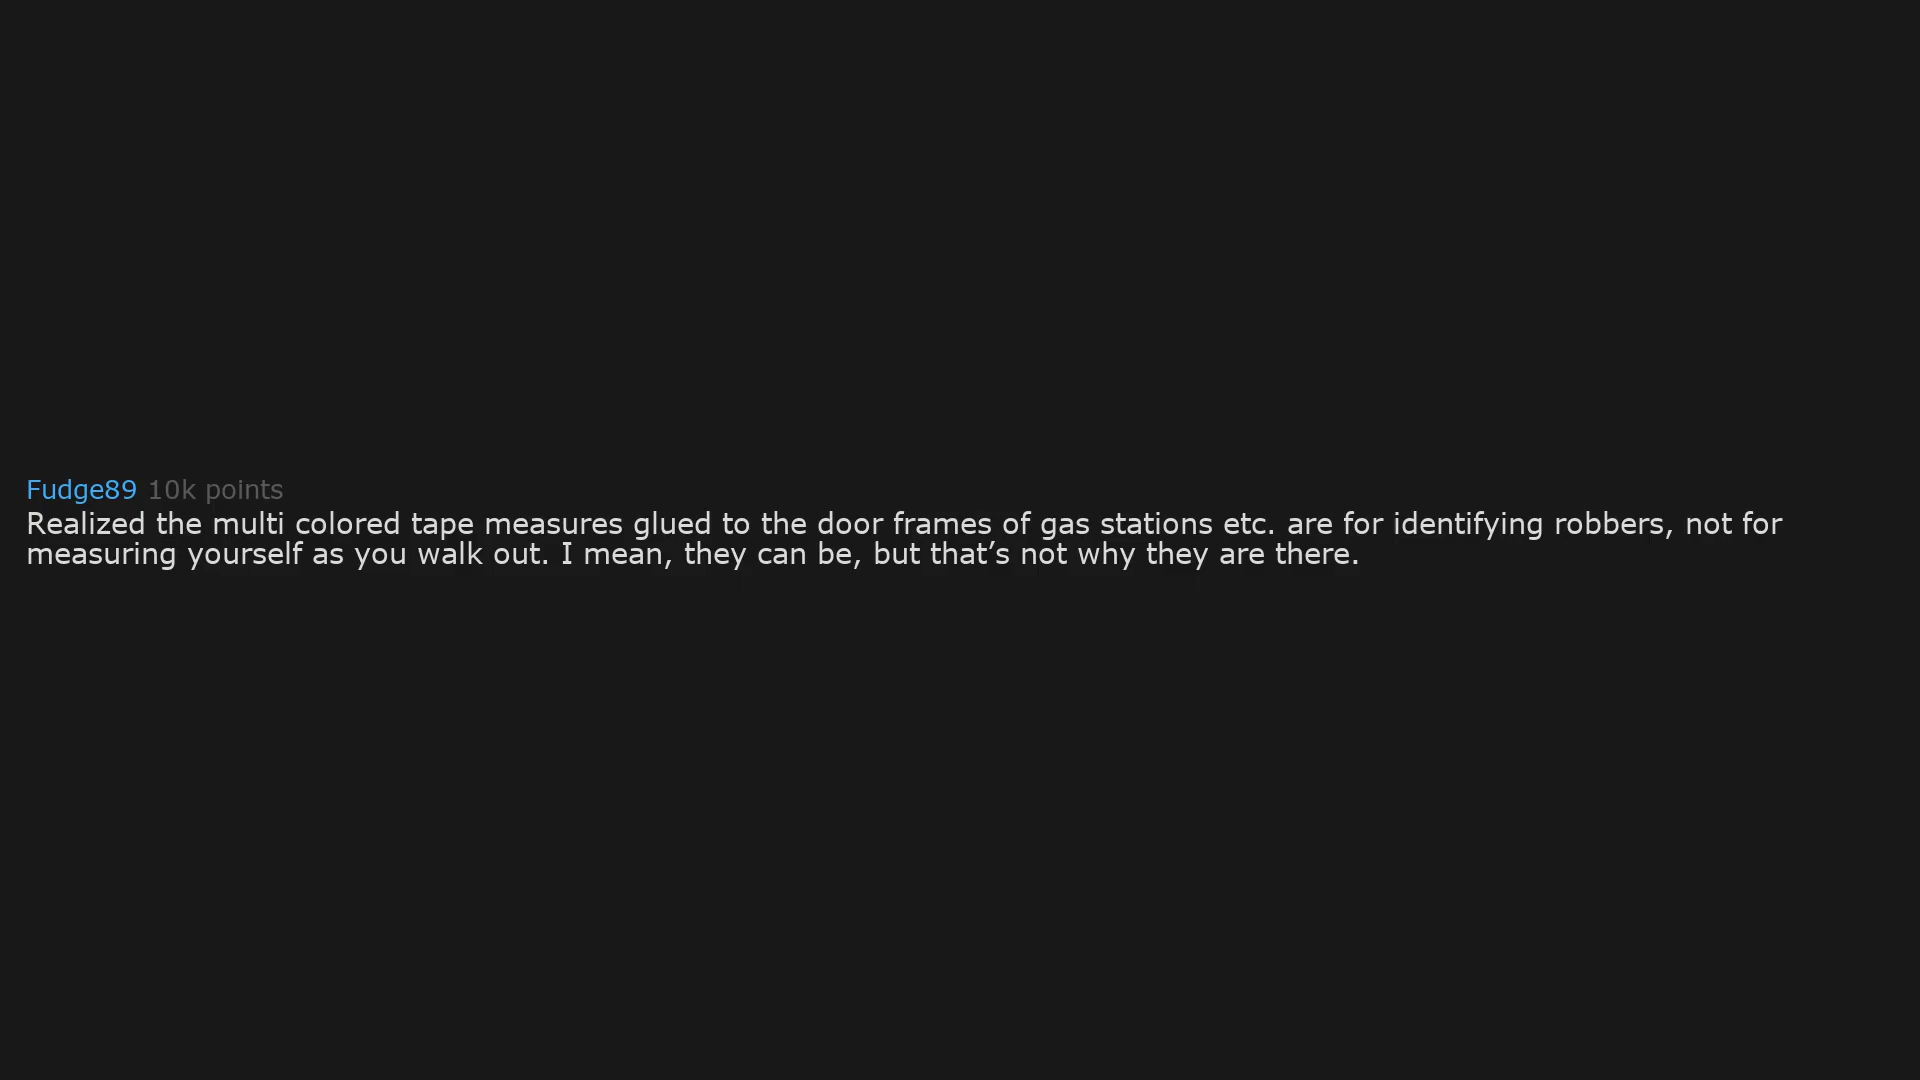 Fudge89 10k points
Realized the multi colored tape measures glued to the door frames of gas stations etc. are for identifying robbers, not for
measuring yourself as you walk out. I mean, they can be, but that’s not why they are there.